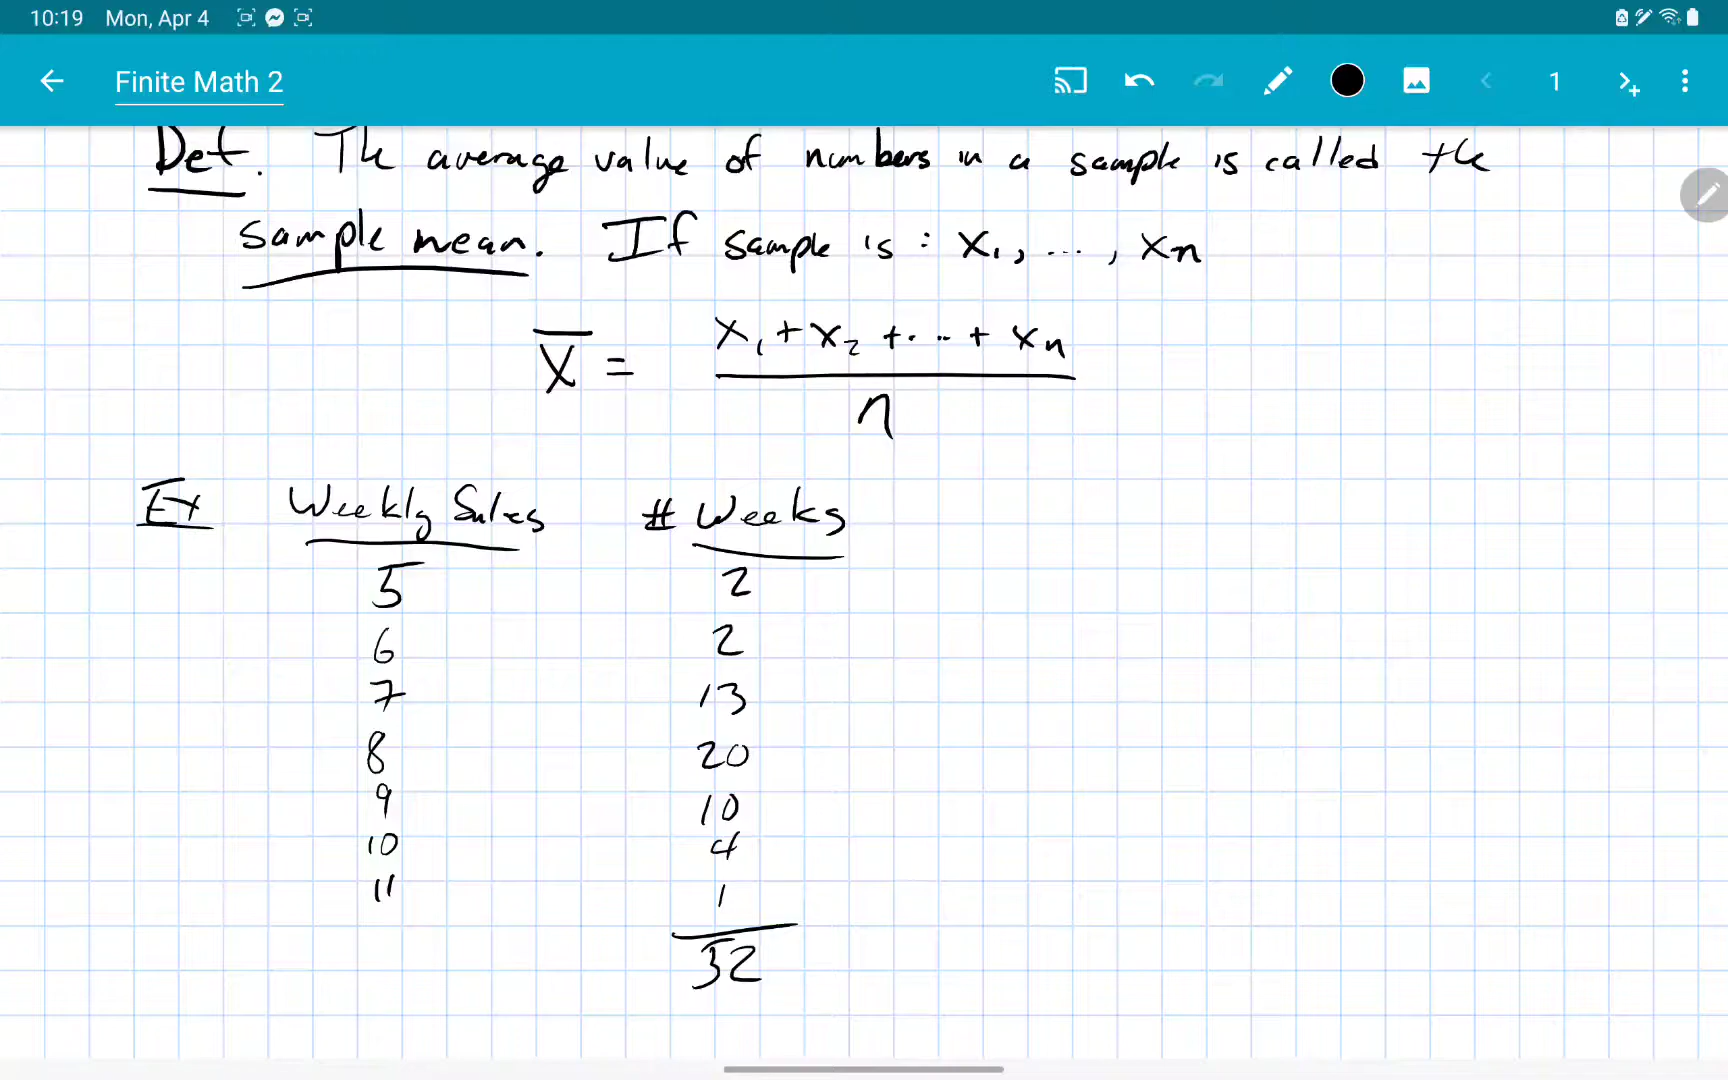 10:19 Mon, Apr 4
Finite Math 2
1
Def. The average value of numbers in a sample is called the
sample mean. If sample is : x₁, ... , xₙ
x̄ = (x₁ + x₂ + ... + xₙ) / n
Ex Weekly Sales # Weeks
5 2
6 2
7 13
8 20
9 10
10 4
11 1
52